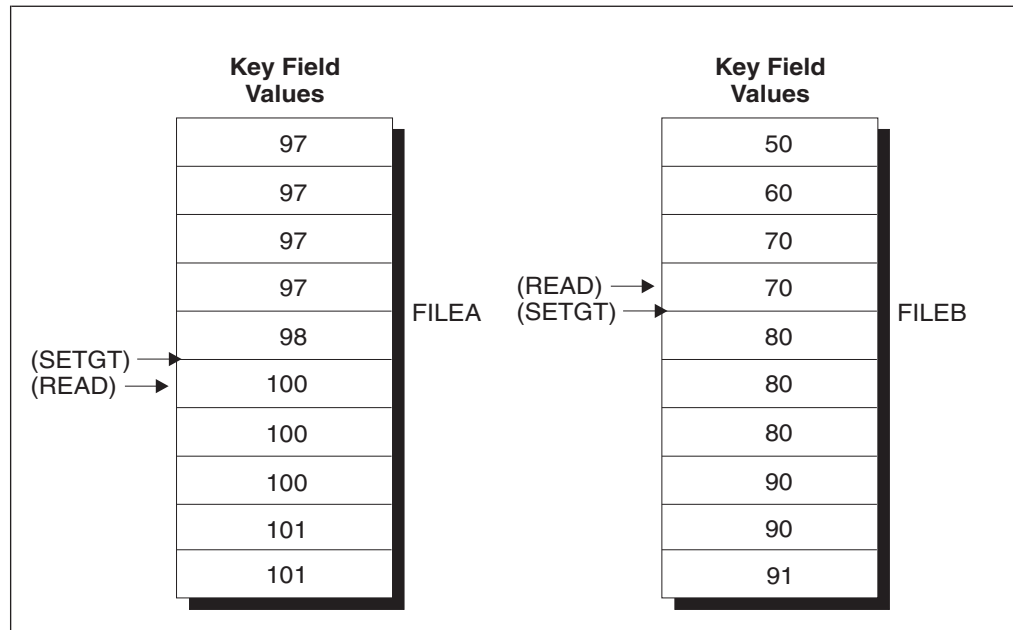 Key Field
Values
97
97
97
97
98
100
100
100
101
101
(SETGT)
(READ)
FILEA
Key Field
Values
50
60
70
70
80
80
80
90
90
91
(READ)
(SETGT)
FILEB